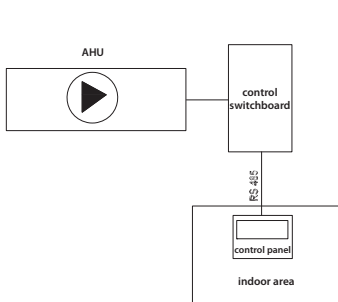 AHU
control
switchboard
RS 485
control panel
indoor area